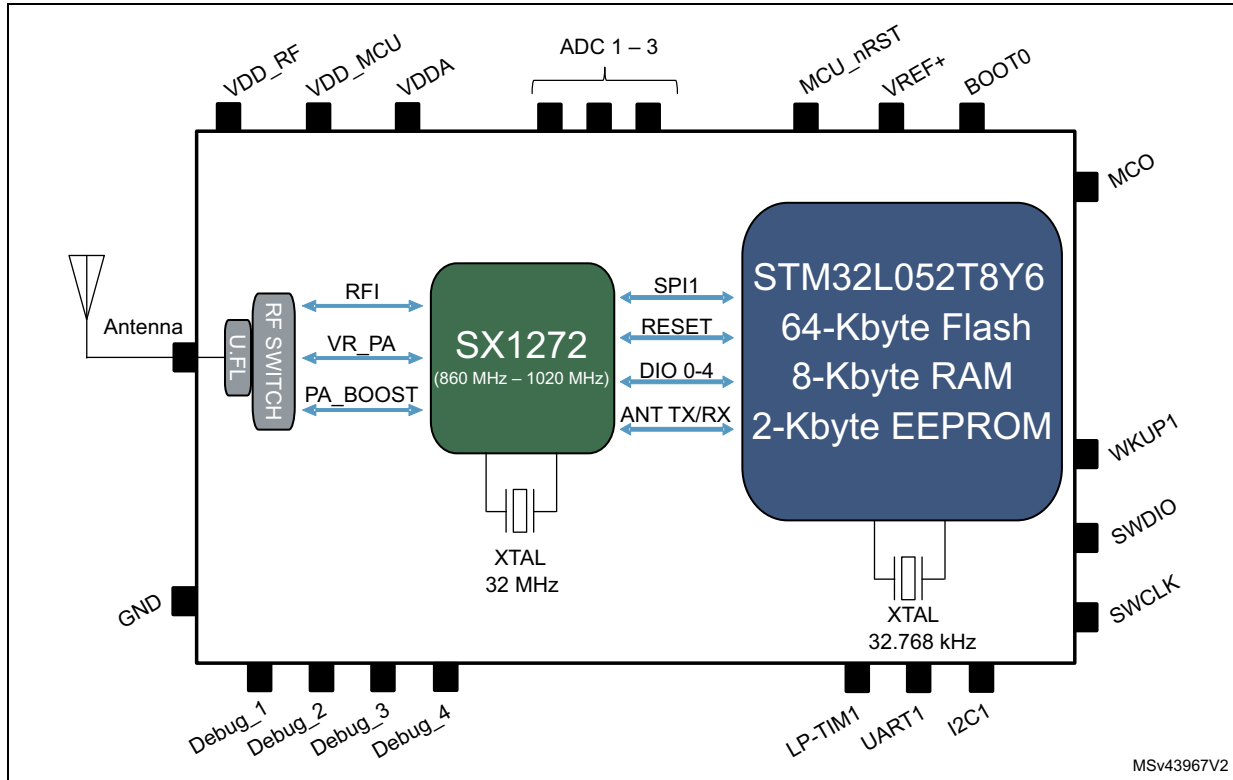 VDD_RF
VDD_MCU
VDDA
ADC 1 – 3
MCU_nRST
VREF+
BOOT0
MCO
Antenna
U.FL
RF SWITCH
RFI
VR_PA
PA_BOOST
SX1272
(860 MHz – 1020 MHz)
SPI1
RESET
DIO 0-4
ANT TX/RX
STM32L052T8Y6
64-Kbyte Flash
8-Kbyte RAM
2-Kbyte EEPROM
WKUP1
SWDIO
SWCLK
XTAL
32 MHz
XTAL
32.768 kHz
GND
Debug_1
Debug_2
Debug_3
Debug_4
LP-TIM1
UART1
I2C1
MSv43967V2